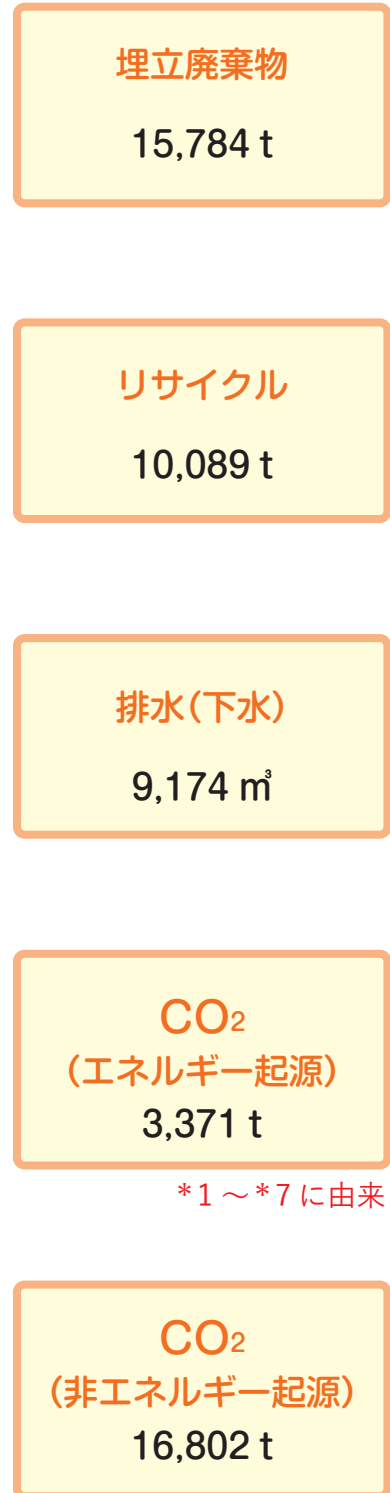 埋立廃棄物
15,784 t
リサイクル
10,089 t
排水(下水)
9,174 ㎥
CO₂
(エネルギー起源)
3,371 t
*1～*7に由来
CO₂
(非エネルギー起源)
16,802 t